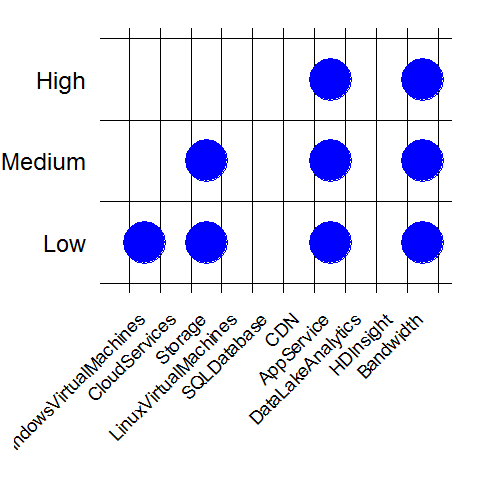 High
Medium
Low
ndowsVirtualMachines
CloudServices
Storage
LinuxVirtualMachines
SQLDatabase
CDN
AppService
DataLakeAnalytics
HDInsight
Bandwidth